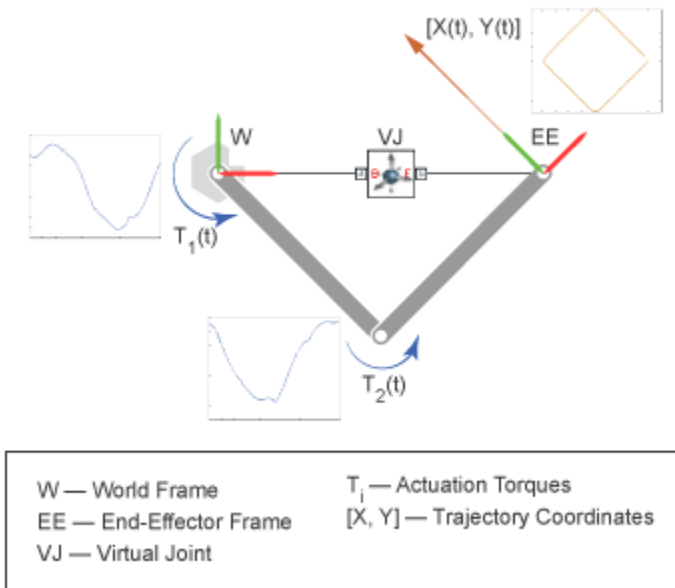 [X(t), Y(t)]
W
VJ
EE
B
F
T1(t)
T2(t)
W — World Frame
EE — End-Effector Frame
VJ — Virtual Joint
Ti — Actuation Torques
[X, Y] — Trajectory Coordinates